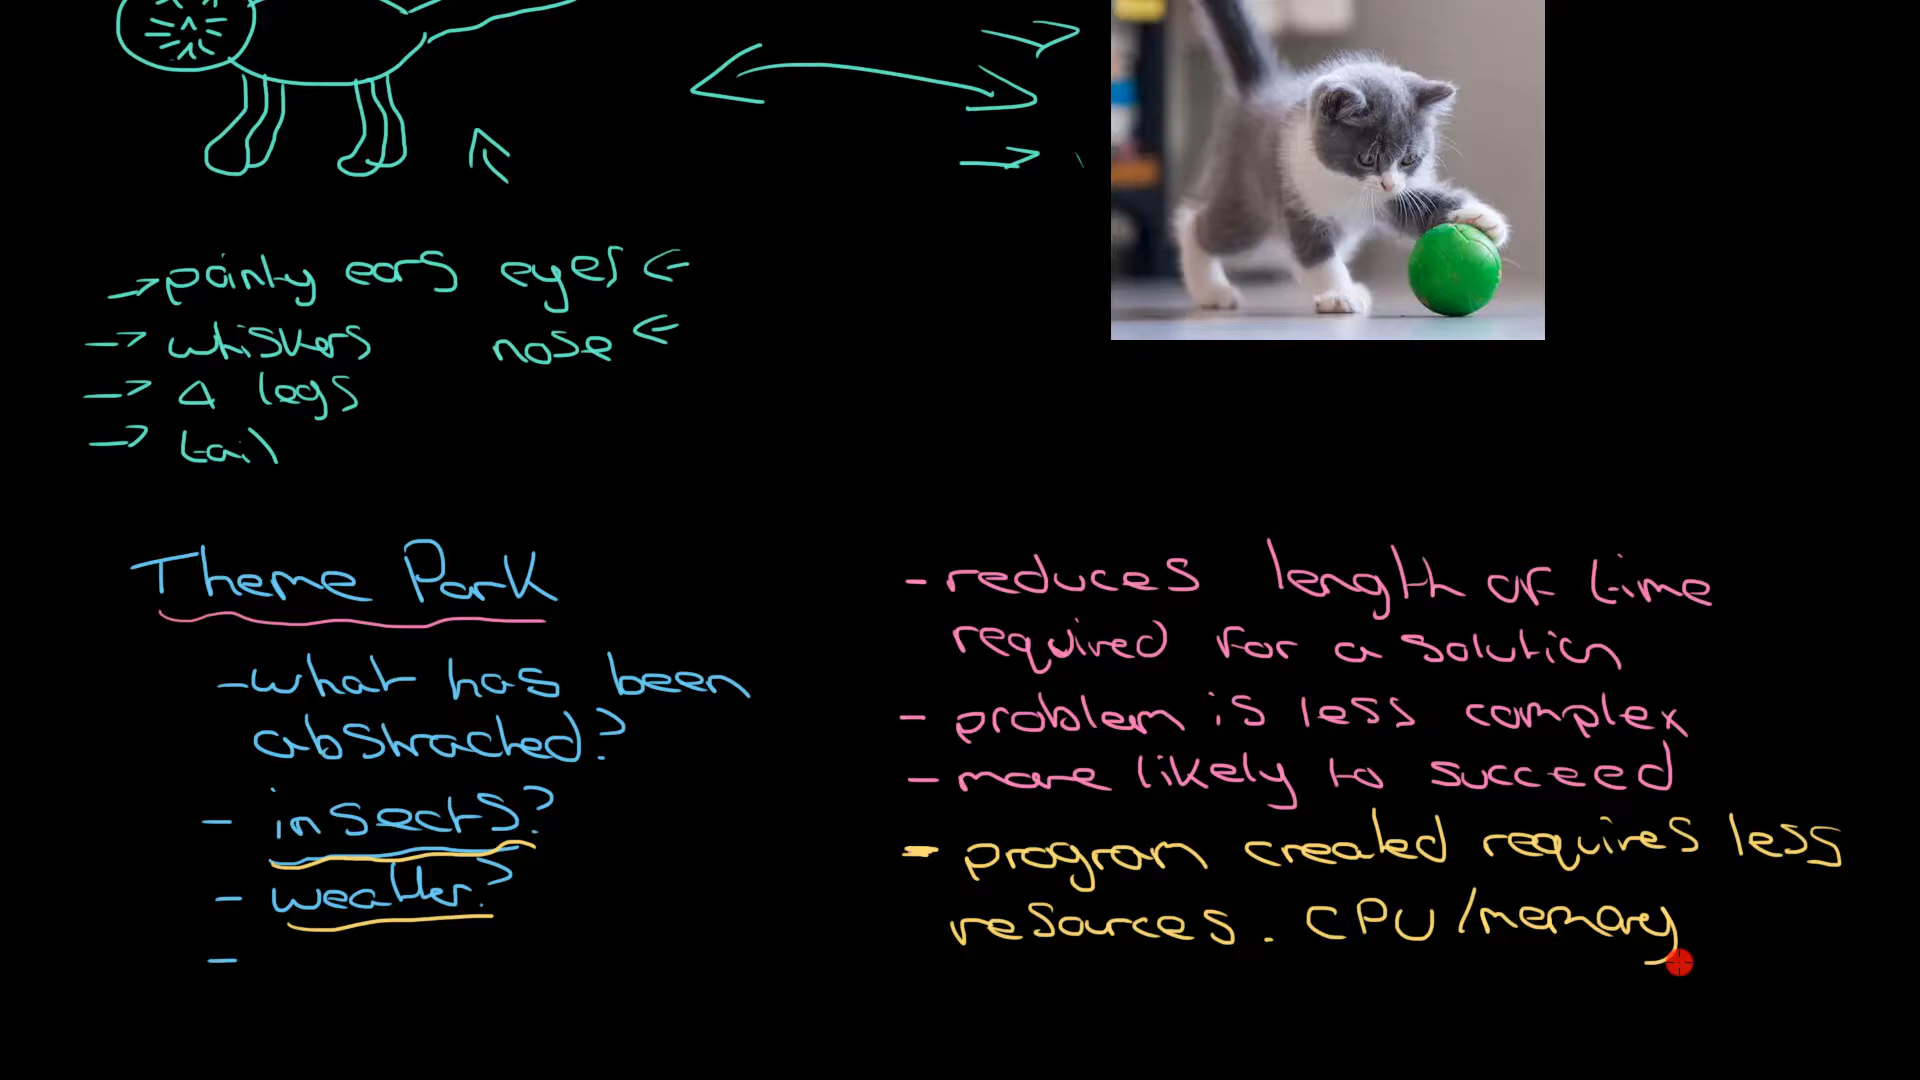 → pointy ears eyes ←
→ whiskers nose ←
→ 4 legs
→ tail
Theme Park
- what has been
abstracted?
- insects?
- weather?
-
- reduces length of time
required for a solution
- problem is less complex
- more likely to succeed
- program created requires less
resources. CPU/memory